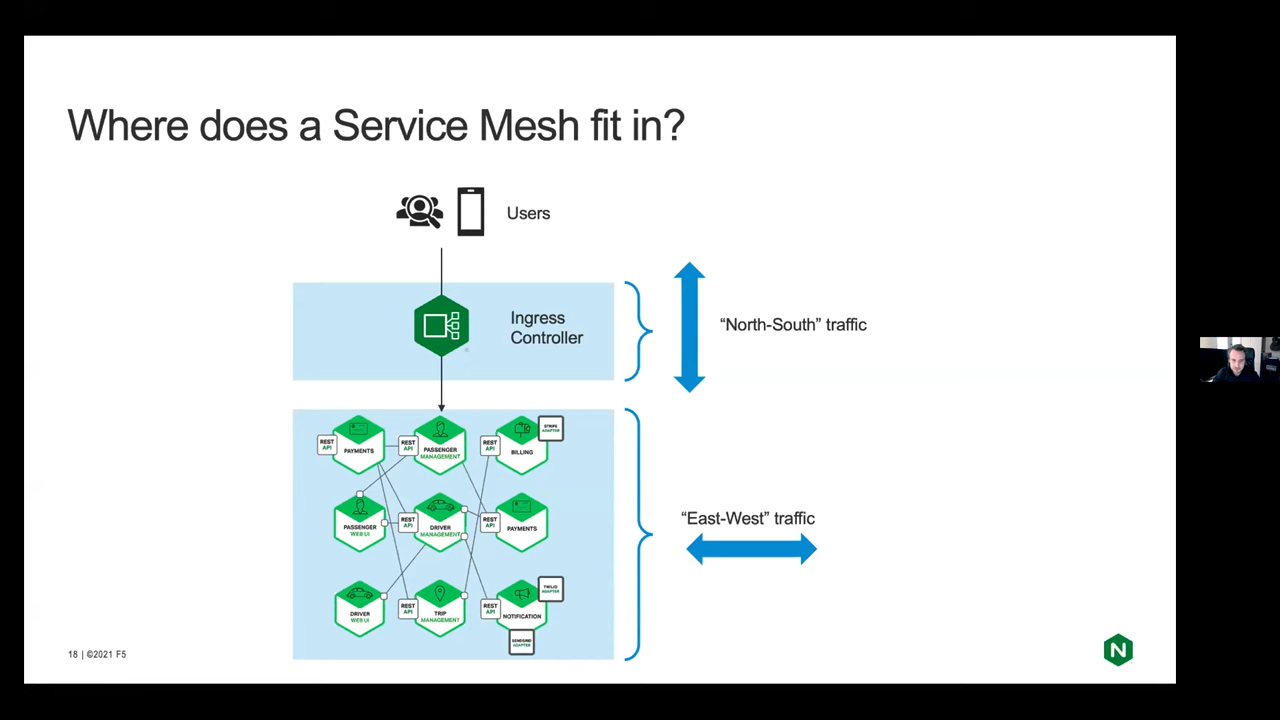 Where does a Service Mesh fit in?
Users
Ingress
Controller
"North-South" traffic
REST
API
PAYMENTS
REST
API
PASSENGER
MANAGEMENT
REST
API
BILLING
STRIPE
ADAPTER
PASSENGER
WEB UI
REST
API
DRIVER
MANAGEMENT
REST
API
PAYMENTS
"East-West" traffic
DRIVER
WEB UI
REST
API
TRIP
MANAGEMENT
REST
API
NOTIFICATION
TWILIO
ADAPTER
SENDGRID
ADAPTER
18 | ©2021 F5
N